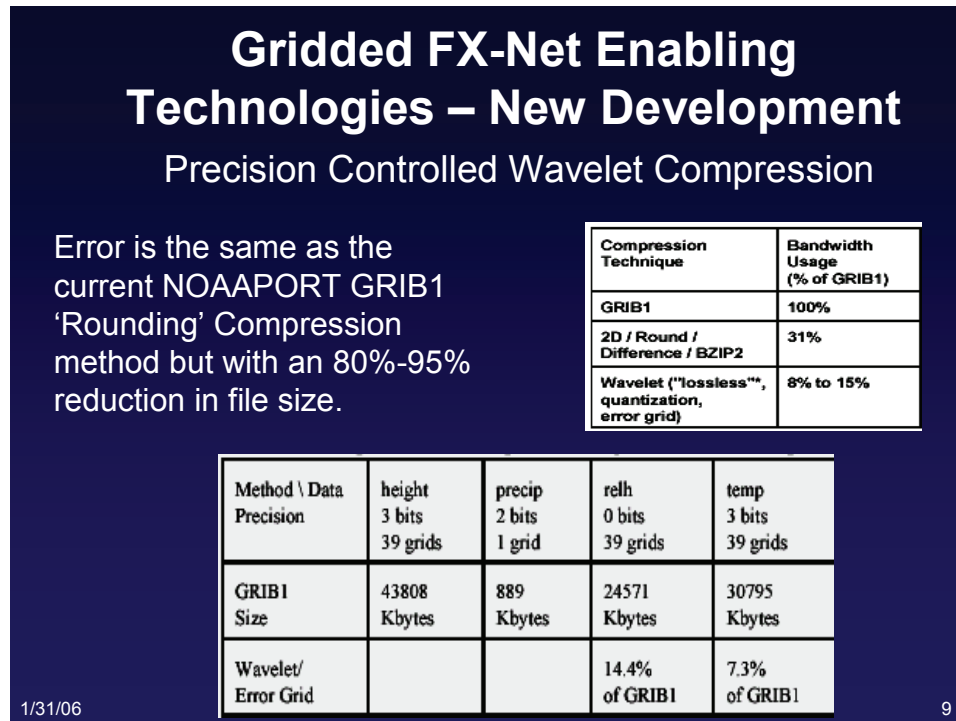 Gridded FX-Net Enabling
Technologies – New Development
Precision Controlled Wavelet Compression
Error is the same as the
current NOAAPORT GRIB1
‘Rounding’ Compression
method but with an 80%-95%
reduction in file size.
Compression Technique | Bandwidth Usage (% of GRIB1)
GRIB1 | 100%
2D / Round / Difference / BZIP2 | 31%
Wavelet ("lossless"*, quantization, error grid) | 8% to 15%
Method \ Data Precision | height 3 bits 39 grids | precip 2 bits 1 grid | relh 0 bits 39 grids | temp 3 bits 39 grids
GRIB1 Size | 43808 Kbytes | 889 Kbytes | 24571 Kbytes | 30795 Kbytes
Wavelet/ Error Grid | | | 14.4% of GRIB1 | 7.3% of GRIB1
1/31/06
9